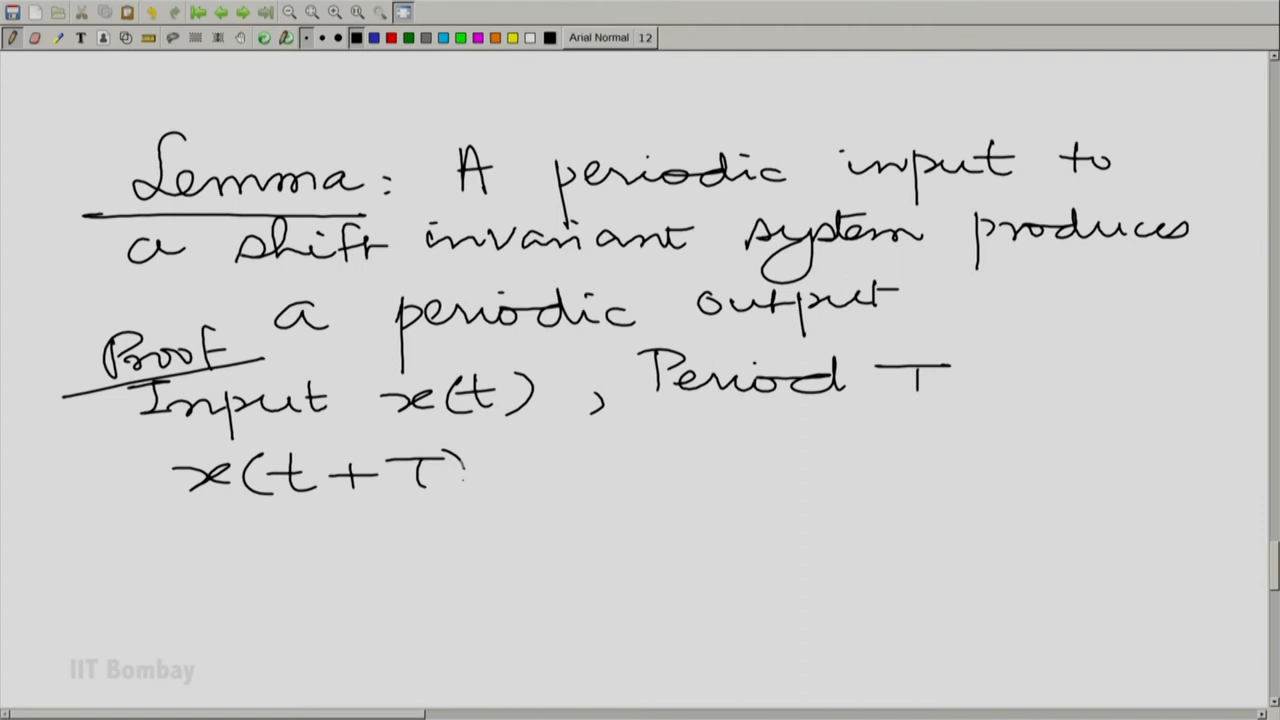 Arial Normal 12
Lemma: A periodic input to
a shift invariant system produces
a periodic output
Proof
Input x(t), Period T
x(t+T)
IIT Bombay